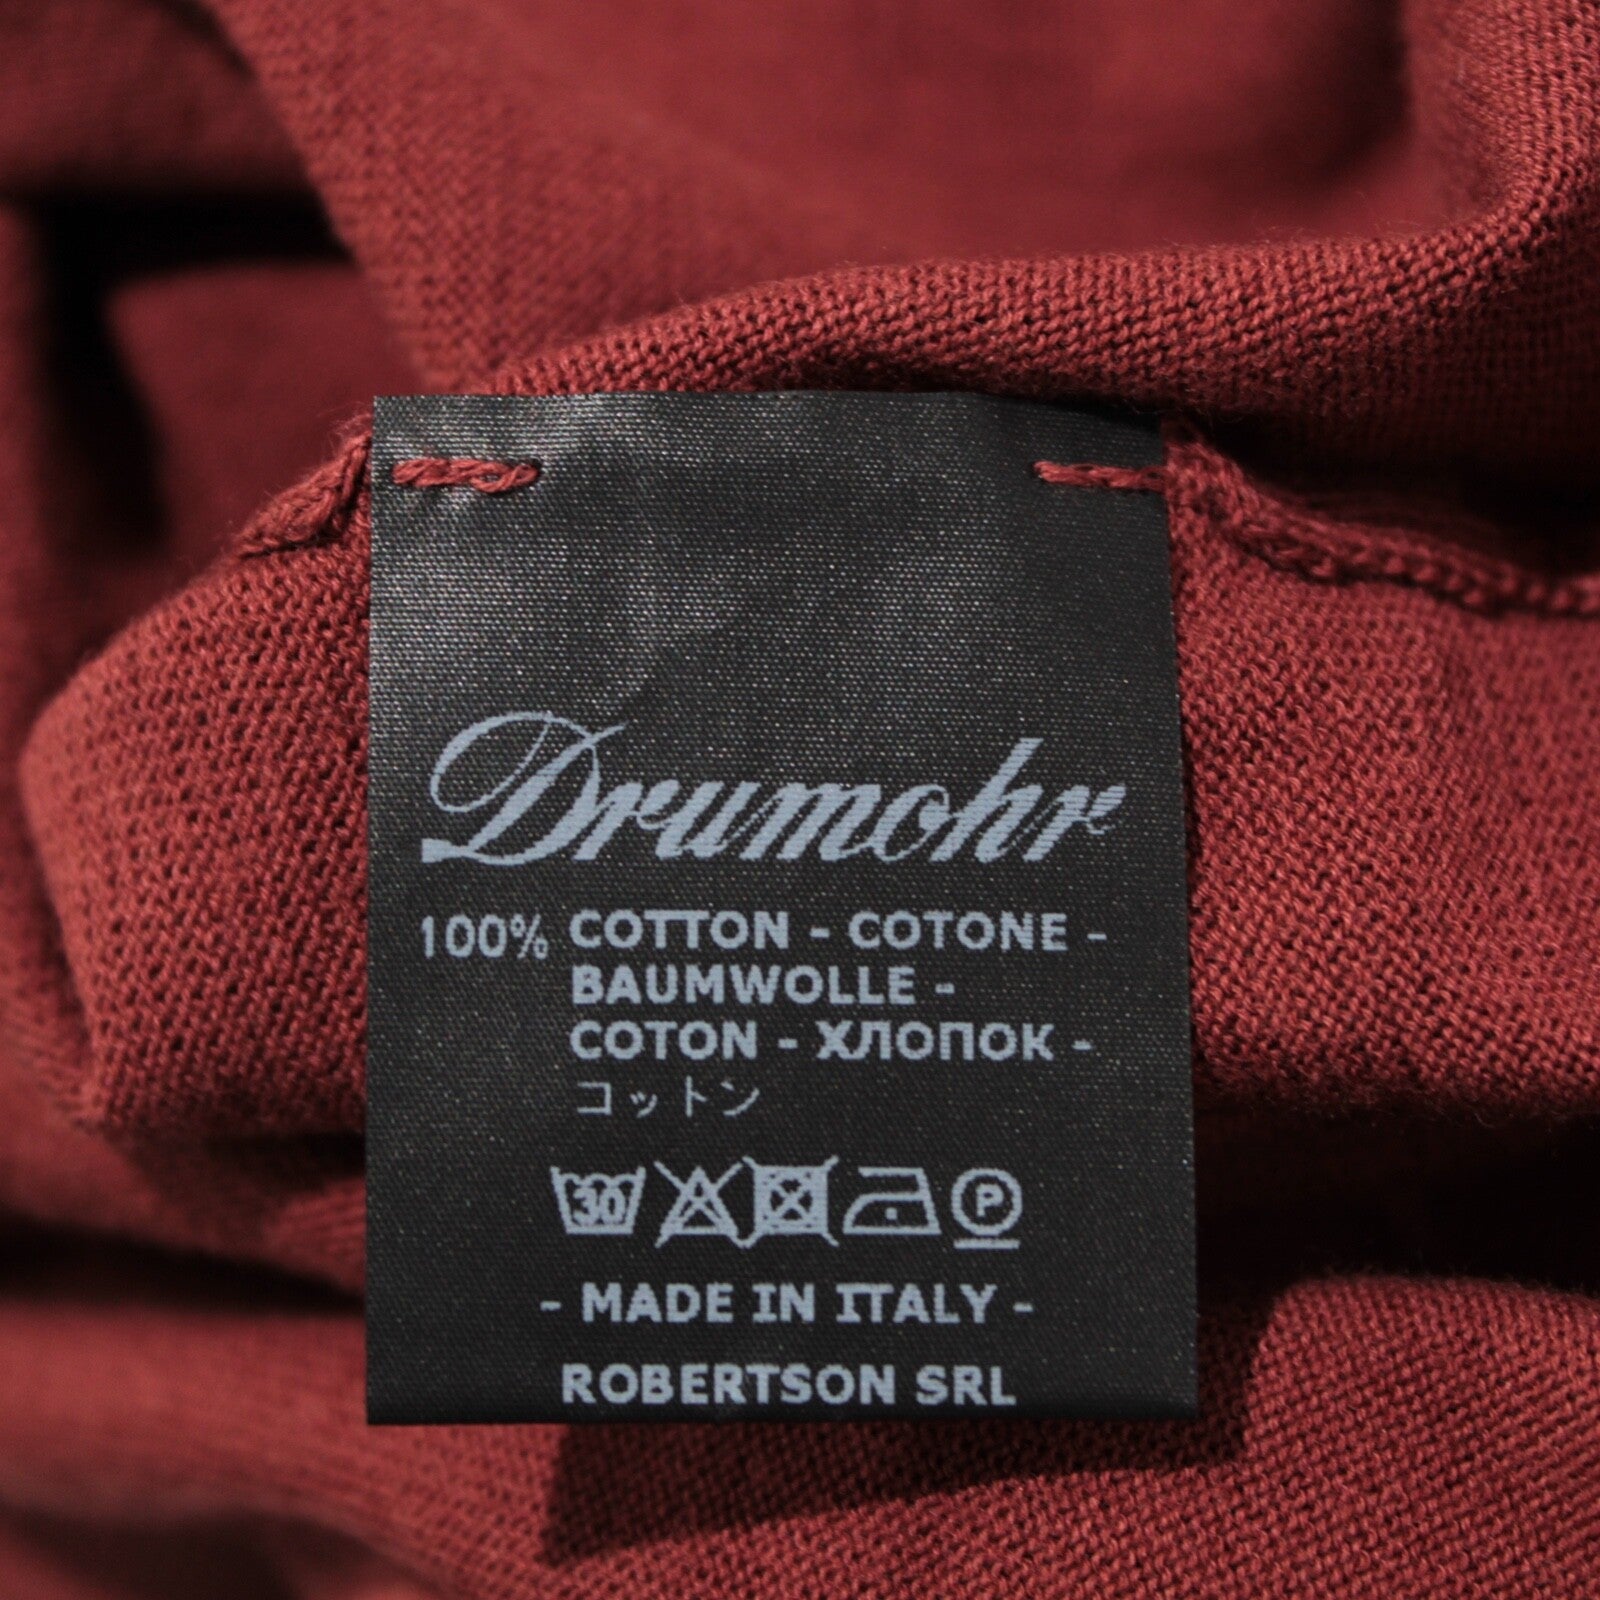 Drumohr
100% COTTON - COTONE -
BAUMWOLLE -
COTON - ХЛОПОК -
コットン
30 P
- MADE IN ITALY -
ROBERTSON SRL